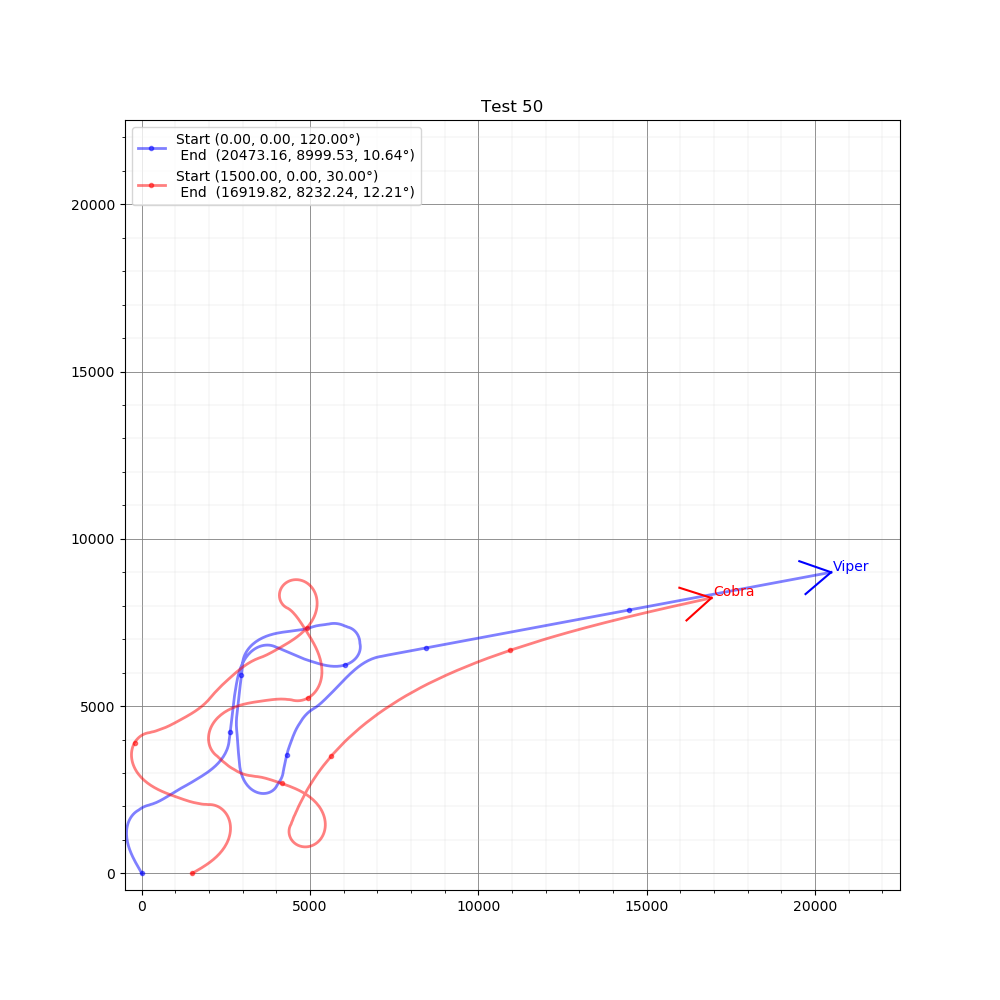 Test 50
Start (0.00, 0.00, 120.00°)
End (20473.16, 8999.53, 10.64°)
Start (1500.00, 0.00, 30.00°)
End (16919.82, 8232.24, 12.21°)
20000
15000
10000
Viper
Cobra
5000
0
0 5000 10000 15000 20000